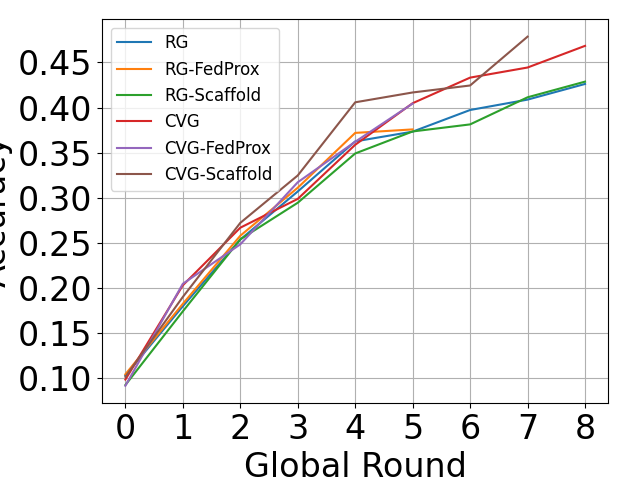 RG
RG-FedProx
RG-Scaffold
CVG
CVG-FedProx
CVG-Scaffold
0.45
0.40
0.35
0.30
0.25
0.20
0.15
0.10
0 1 2 3 4 5 6 7 8
Global Round